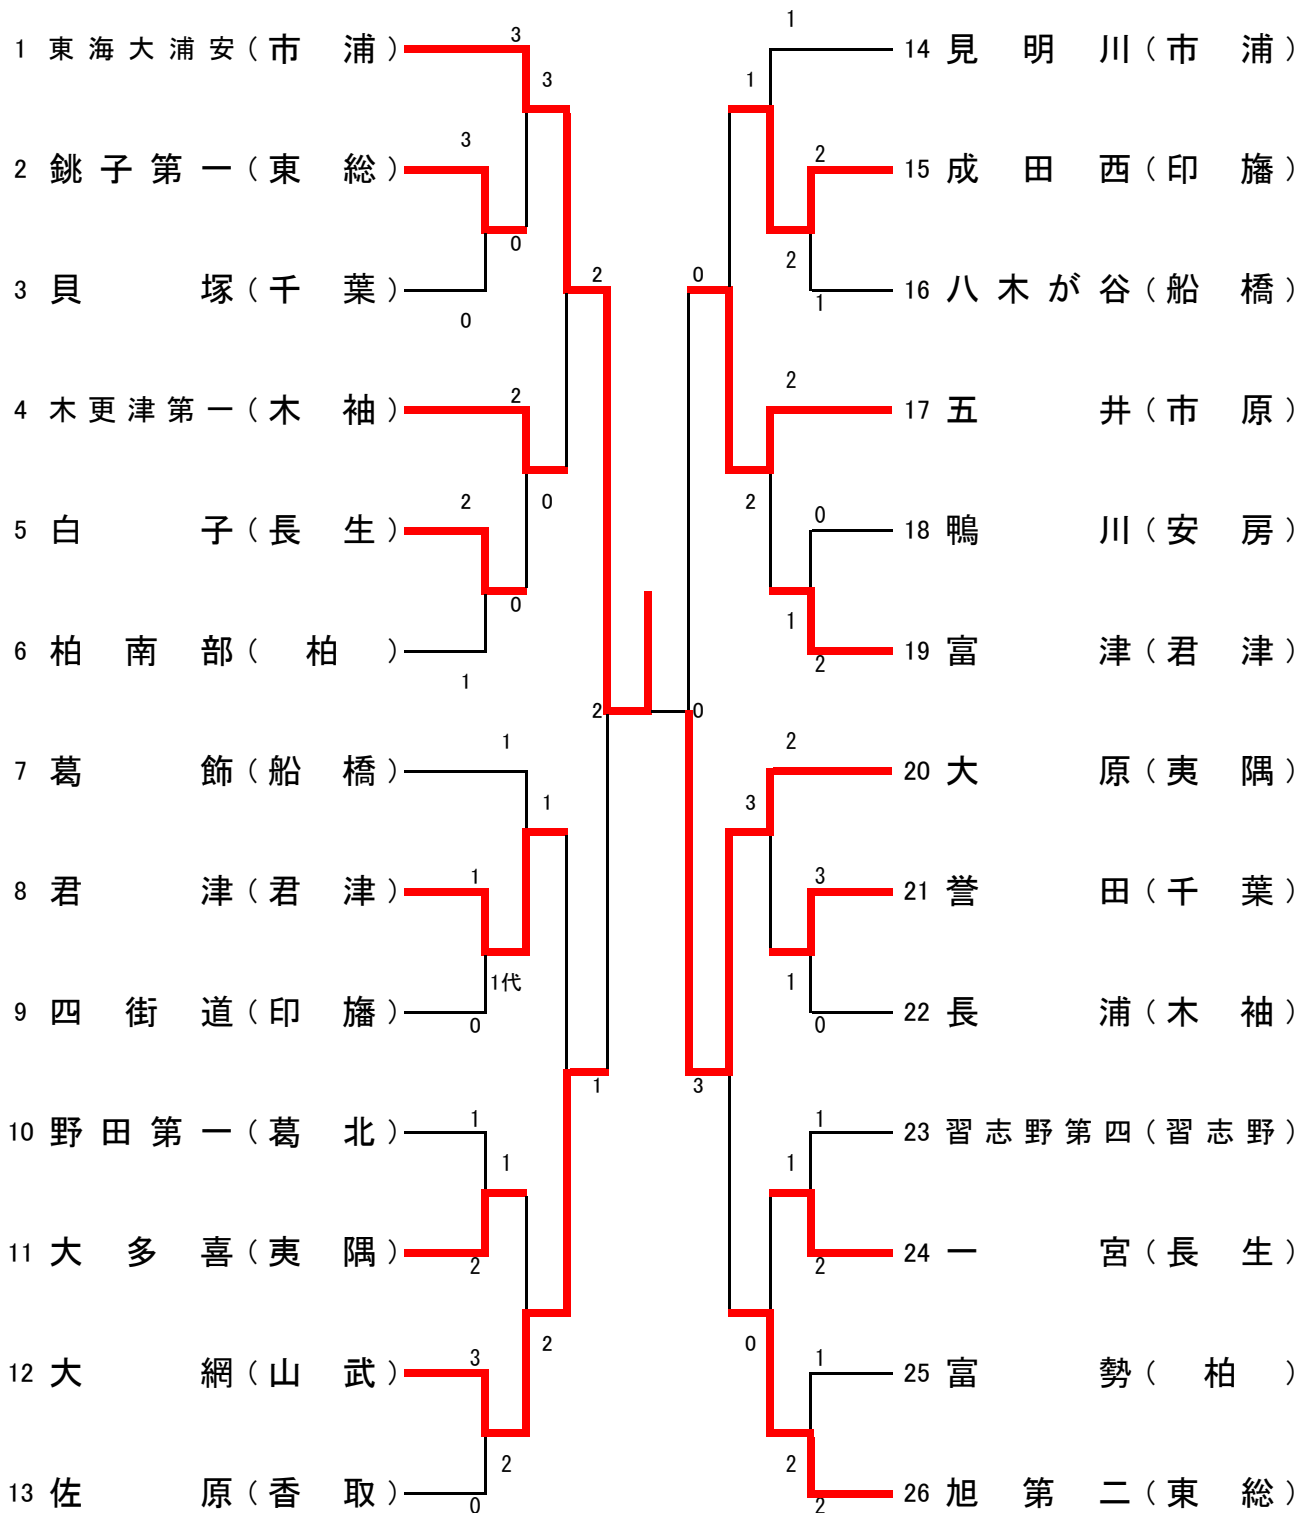 1 東海大浦安（市浦） 3
3
2 銚子第一（東総） 3
0
3 貝塚（千葉） 0
2
4 木更津第一（木袖） 2
0
5 白子（長生） 2
0
6 柏南部（柏） 1
2
7 葛飾（船橋） 1
1
8 君津（君津） 1
1代
9 四街道（印旛） 0
1
10 野田第一（葛北） 1
1
11 大多喜（夷隅） 2
2
12 大網（山武） 3
2
13 佐原（香取） 0
1
14 見明川（市浦）
1
2
15 成田西（印旛）
2
1
16 八木が谷（船橋）
0
2
17 五井（市原）
2
0
18 鴨川（安房）
1
2
19 富津（君津）
0
2
20 大原（夷隅）
3
3
21 誉田（千葉）
1
0
22 長浦（木袖）
3
1
23 習志野第四（習志野）
1
2
24 一宮（長生）
0
1
25 富勢（柏）
2
2
26 旭第二（東総）